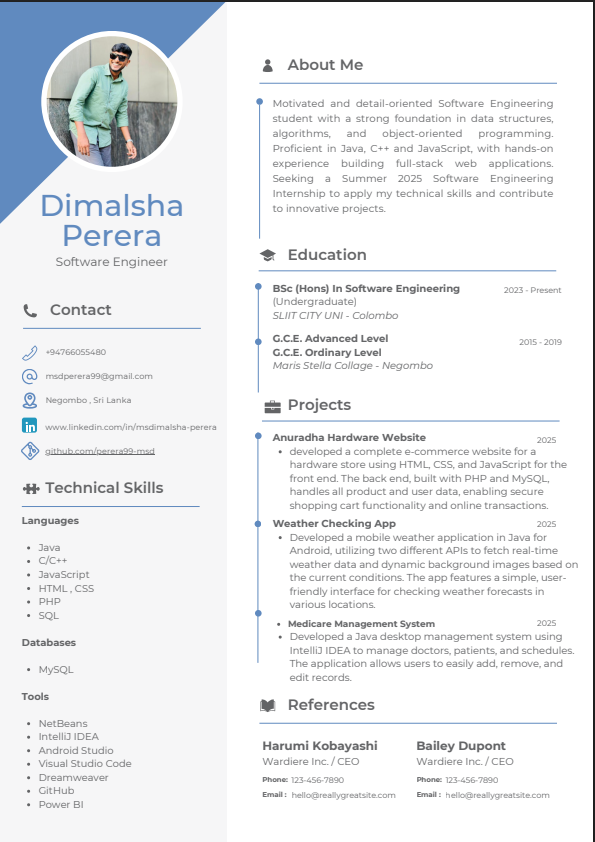 Dimalsha
Perera
Software Engineer
Contact
+94766055480
msdperera99@gmail.com
Negombo , Sri Lanka
www.linkedin.com/in/msdimalsha-perera
github.com/perera99-msd
Technical Skills
Languages
• Java
• C/C++
• JavaScript
• HTML , CSS
• PHP
• SQL
Databases
• MySQL
Tools
• NetBeans
• IntelliJ IDEA
• Android Studio
• Visual Studio Code
• Dreamweaver
• GitHub
• Power BI
About Me
Motivated and detail-oriented Software Engineering
student with a strong foundation in data structures,
algorithms, and object-oriented programming.
Proficient in Java, C++ and JavaScript, with hands-on
experience building full-stack web applications.
Seeking a Summer 2025 Software Engineering
Internship to apply my technical skills and contribute
to innovative projects.
Education
BSc (Hons) In Software Engineering 2023 - Present
(Undergraduate)
SLIIT CITY UNI - Colombo
G.C.E. Advanced Level 2015 - 2019
G.C.E. Ordinary Level
Maris Stella Collage - Negombo
Projects
Anuradha Hardware Website 2025
• developed a complete e-commerce website for a
hardware store using HTML, CSS, and JavaScript for the
front end. The back end, built with PHP and MySQL,
handles all product and user data, enabling secure
shopping cart functionality and online transactions.
Weather Checking App 2025
• Developed a mobile weather application in Java for
Android, utilizing two different APIs to fetch real-time
weather data and dynamic background images based on
the current conditions. The app features a simple, user-
friendly interface for checking weather forecasts in
various locations.
• Medicare Management System 2025
• Developed a Java desktop management system using
IntelliJ IDEA to manage doctors, patients, and schedules.
The application allows users to easily add, remove, and
edit records.
References
Harumi Kobayashi
Wardiere Inc. / CEO
Phone: 123-456-7890
Email : hello@reallygreatsite.com
Bailey Dupont
Wardiere Inc. / CEO
Phone: 123-456-7890
Email : hello@reallygreatsite.com